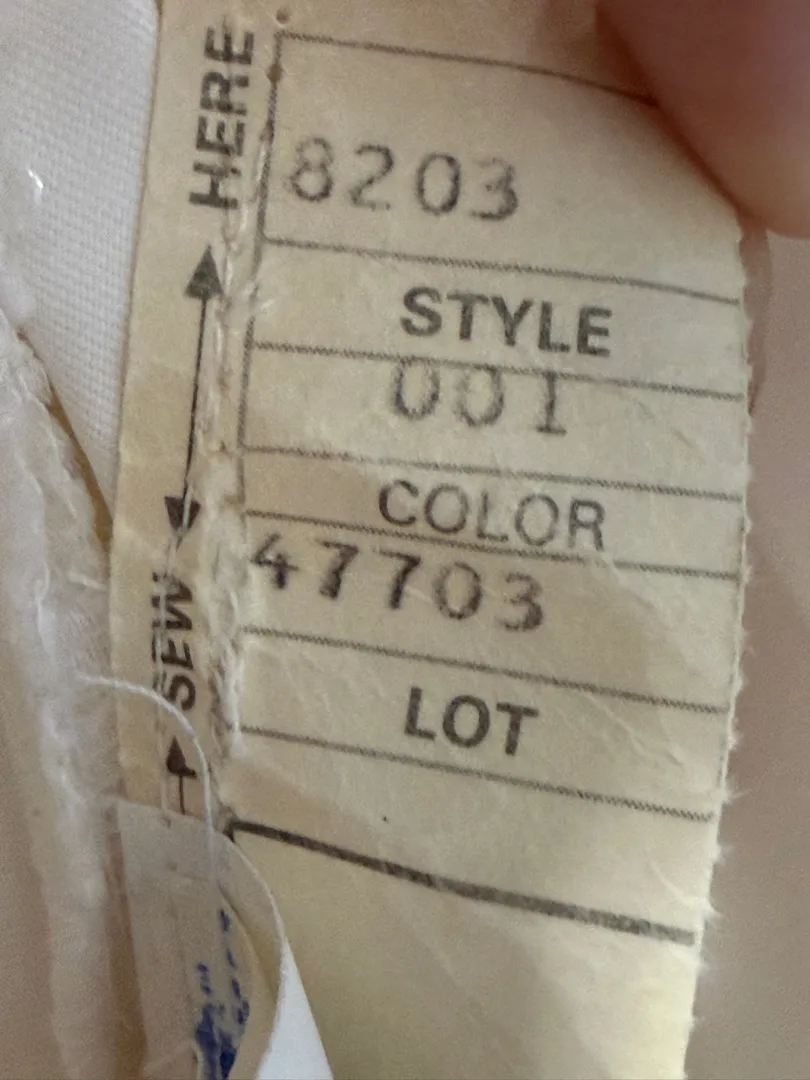 8203
STYLE
001
COLOR
47703
LOT
SEW HERE